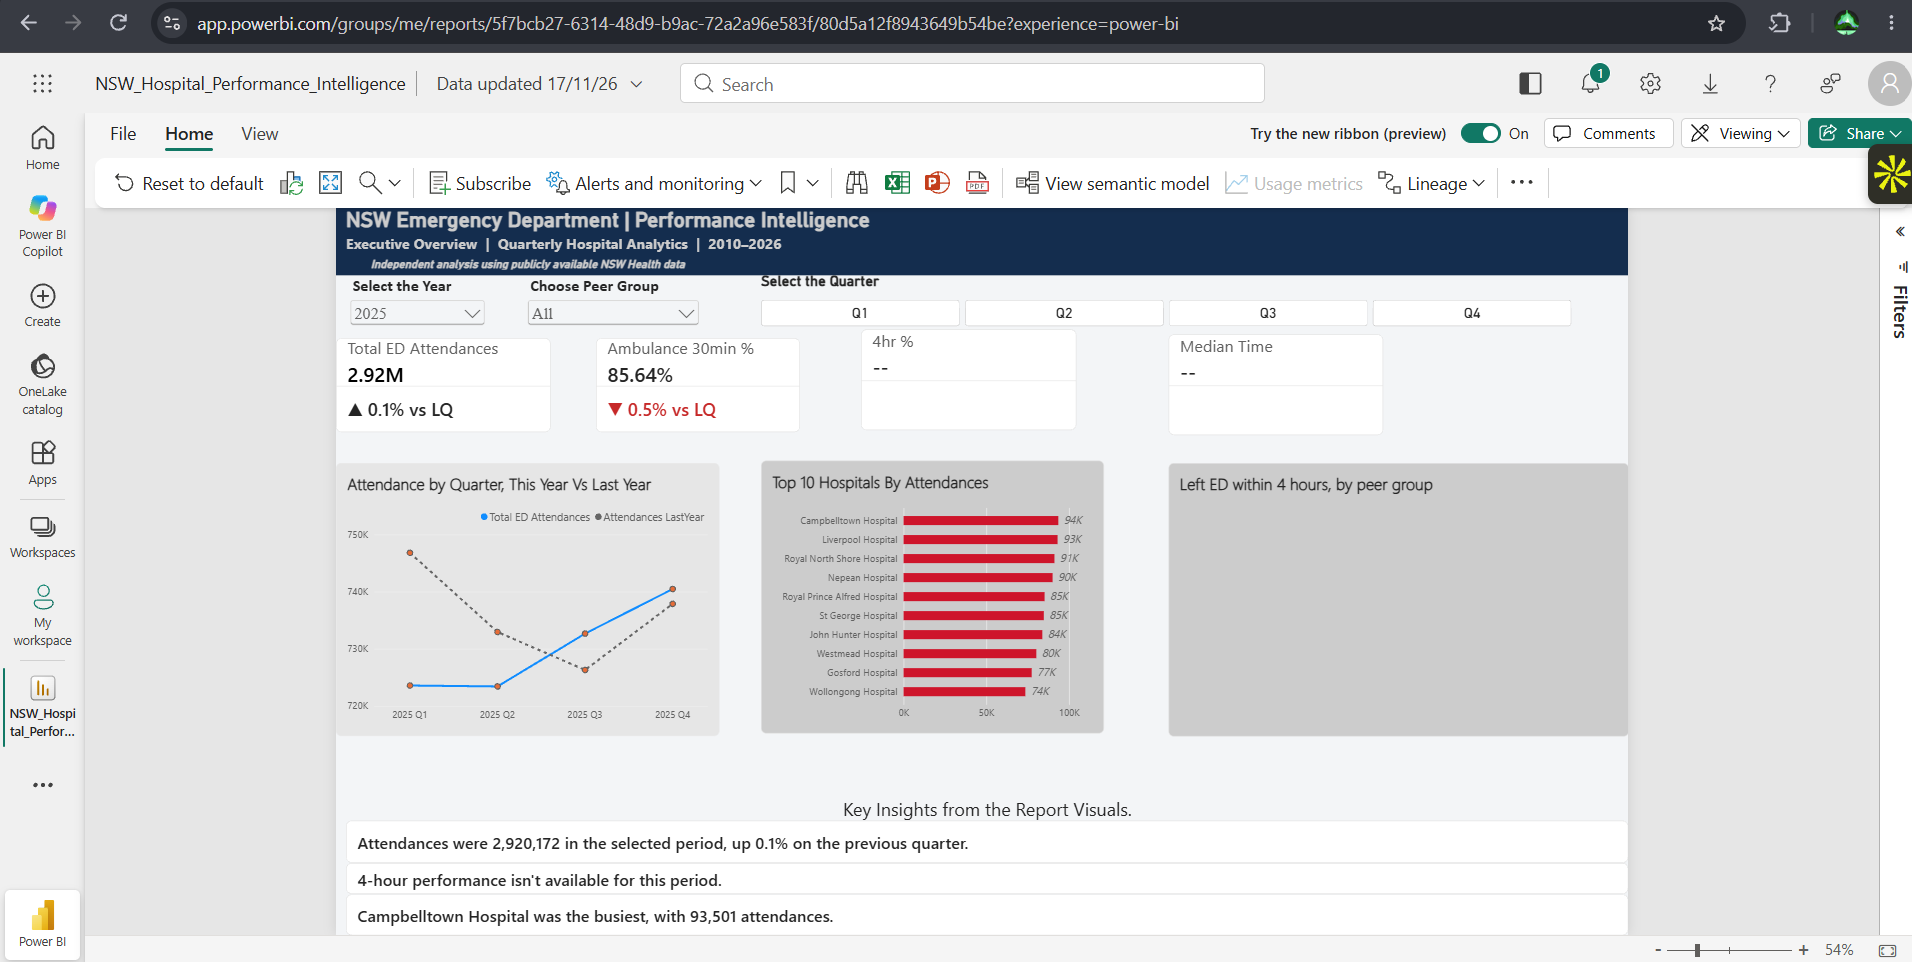 app.powerbi.com/groups/me/reports/5f7bcb27-6314-48d9-b9ac-72a2a96e583f/80d5a12f8943649b54be?experience=power-bi
NSW_Hospital_Performance_Intelligence
Data updated 17/11/26
Search
1
File
Home
View
Try the new ribbon (preview)
On
Comments
Viewing
Share
Reset to default
Subscribe
Alerts and monitoring
View semantic model
Usage metrics
Lineage
Home
Power BI
Copilot
Create
OneLake
catalog
Apps
Workspaces
My
workspace
NSW_Hospi
tal_Perfor...
Power BI
NSW Emergency Department | Performance Intelligence
Executive Overview | Quarterly Hospital Analytics | 2010–2026
Independent analysis using publicly available NSW Health data
Select the Year
2025
Choose Peer Group
All
Select the Quarter
Q1
Q2
Q3
Q4
Total ED Attendances
2.92M
▲ 0.1% vs LQ
Ambulance 30min %
85.64%
▼ 0.5% vs LQ
4hr %
--
Median Time
--
Attendance by Quarter, This Year Vs Last Year
Total ED Attendances
Attendances LastYear
750K
740K
730K
720K
2025 Q1
2025 Q2
2025 Q3
2025 Q4
Top 10 Hospitals By Attendances
Campbelltown Hospital 94K
Liverpool Hospital 93K
Royal North Shore Hospital 91K
Nepean Hospital 90K
Royal Prince Alfred Hospital 85K
St George Hospital 85K
John Hunter Hospital 84K
Westmead Hospital 80K
Gosford Hospital 77K
Wollongong Hospital 74K
0K
50K
100K
Left ED within 4 hours, by peer group
Key Insights from the Report Visuals.
Attendances were 2,920,172 in the selected period, up 0.1% on the previous quarter.
4-hour performance isn't available for this period.
Campbelltown Hospital was the busiest, with 93,501 attendances.
Filters
54%